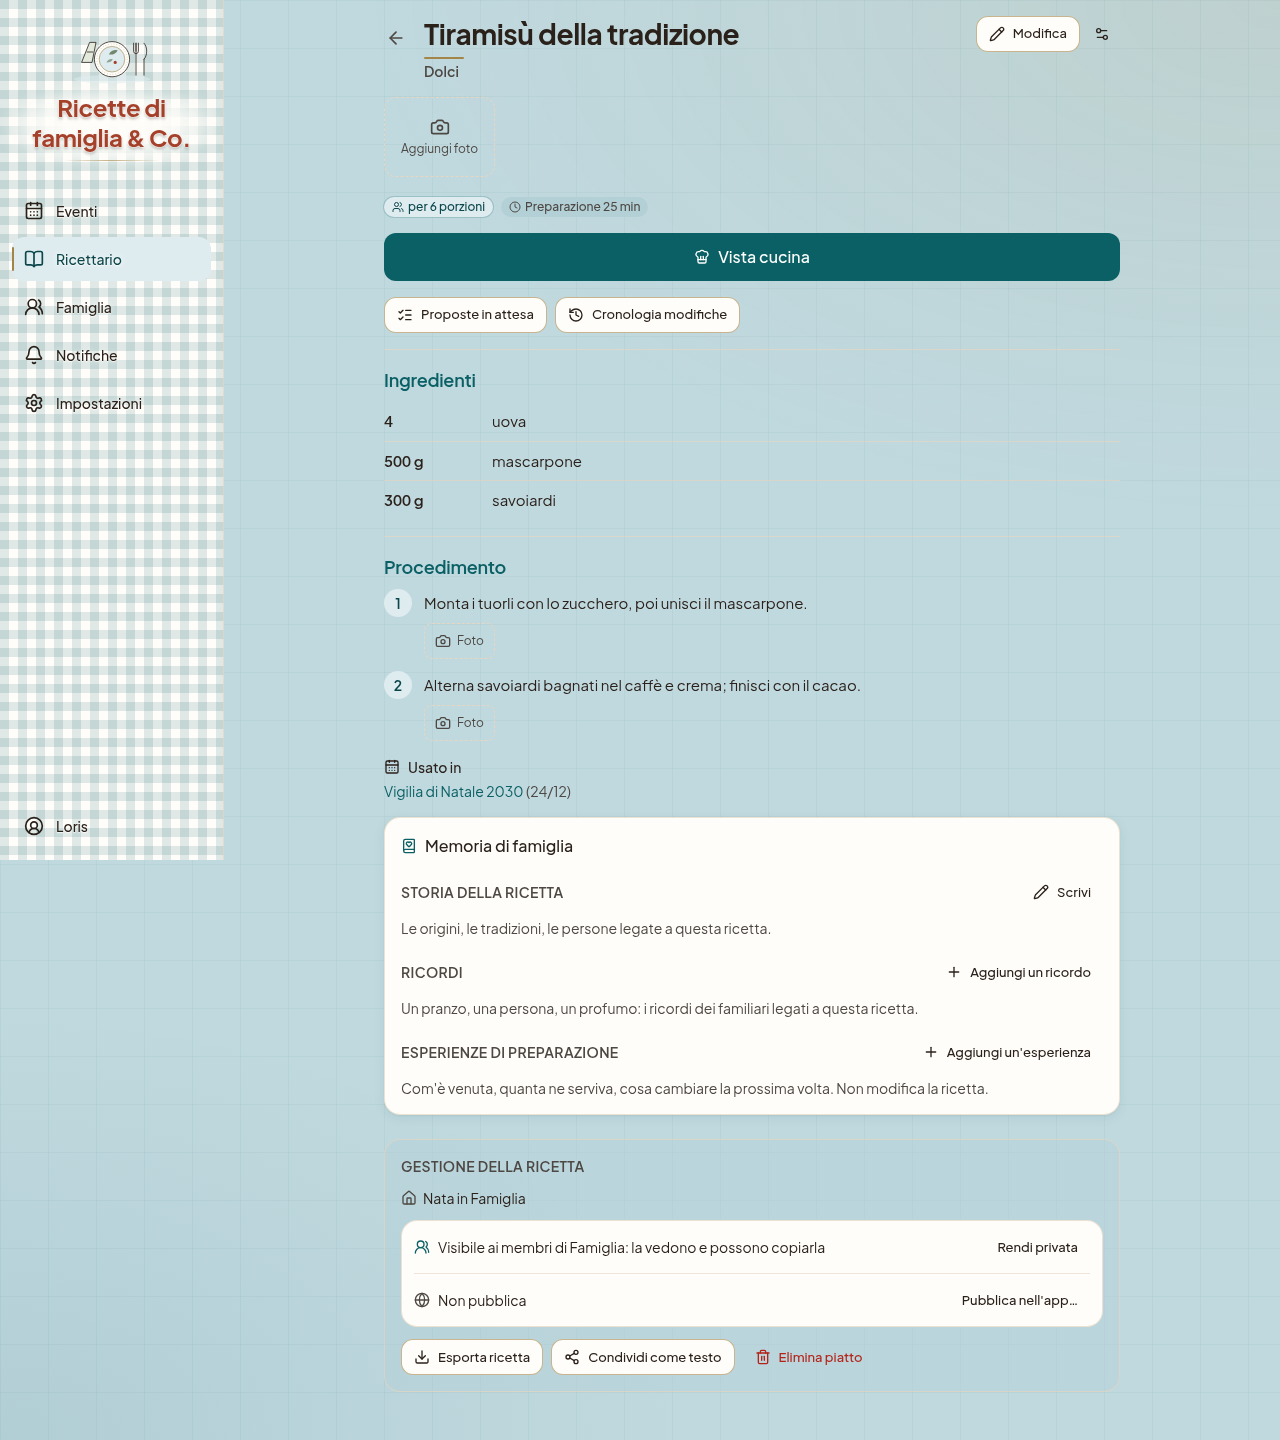 Ricette di
famiglia & Co.
Eventi
Ricettario
Famiglia
Notifiche
Impostazioni
Loris
Tiramisù della tradizione
Dolci
Modifica
Aggiungi foto
per 6 porzioni
Preparazione 25 min
Vista cucina
Proposte in attesa
Cronologia modifiche
Ingredienti
4 uova
500 g mascarpone
300 g savoiardi
Procedimento
1 Monta i tuorli con lo zucchero, poi unisci il mascarpone.
Foto
2 Alterna savoiardi bagnati nel caffè e crema; finisci con il cacao.
Foto
Usato in
Vigilia di Natale 2030 (24/12)
Memoria di famiglia
STORIA DELLA RICETTA
Scrivi
Le origini, le tradizioni, le persone legate a questa ricetta.
RICORDI
Aggiungi un ricordo
Un pranzo, una persona, un profumo: i ricordi dei familiari legati a questa ricetta.
ESPERIENZE DI PREPARAZIONE
Aggiungi un'esperienza
Com'è venuta, quanta ne serviva, cosa cambiare la prossima volta. Non modifica la ricetta.
GESTIONE DELLA RICETTA
Nata in Famiglia
Visibile ai membri di Famiglia: la vedono e possono copiarla
Rendi privata
Non pubblica
Pubblica nell'app…
Esporta ricetta
Condividi come testo
Elimina piatto